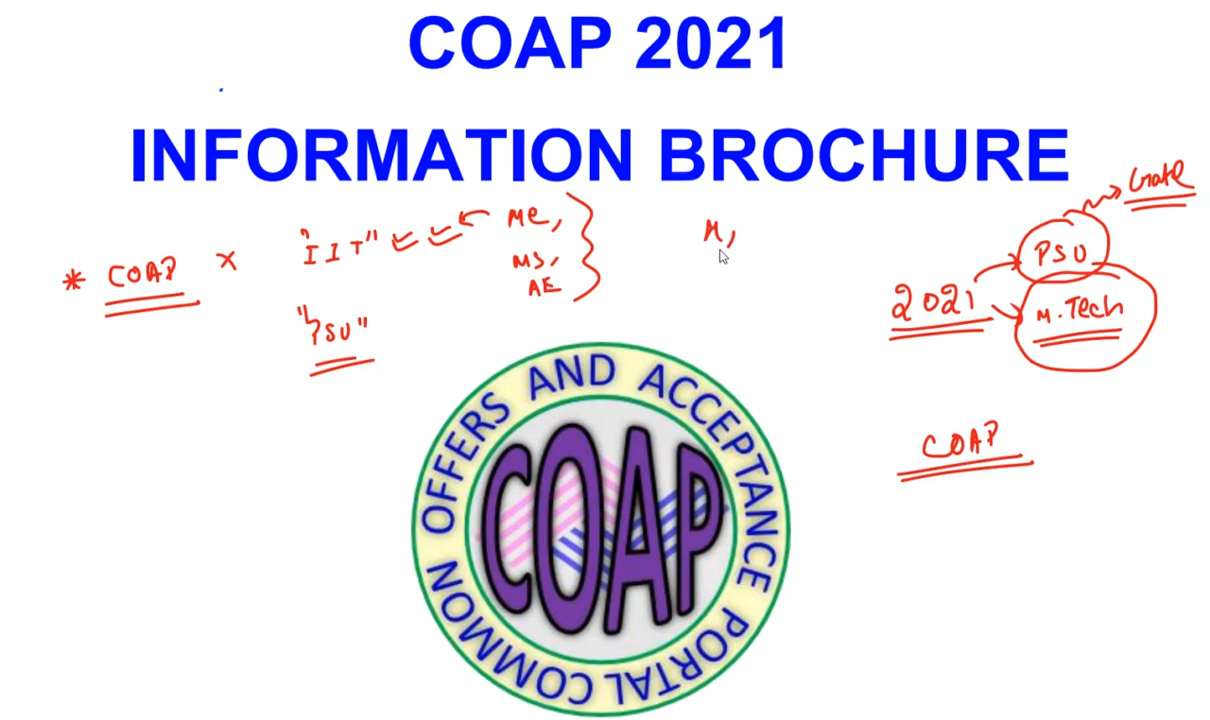 COAP 2021
INFORMATION BROCHURE
Gate
* COAP x "IIT" ME,
MS,
AE
M,
PSU
2021
M.Tech
"PSU"
COAP
COMMON OFFERS AND ACCEPTANCE PORTAL
COAP